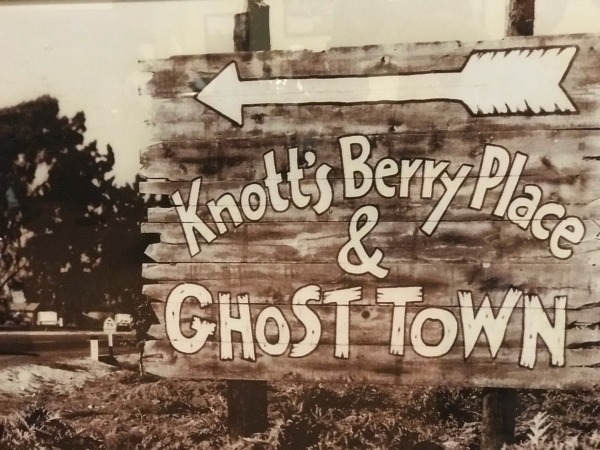 Knott's Berry Place
&
GHOST TOWN